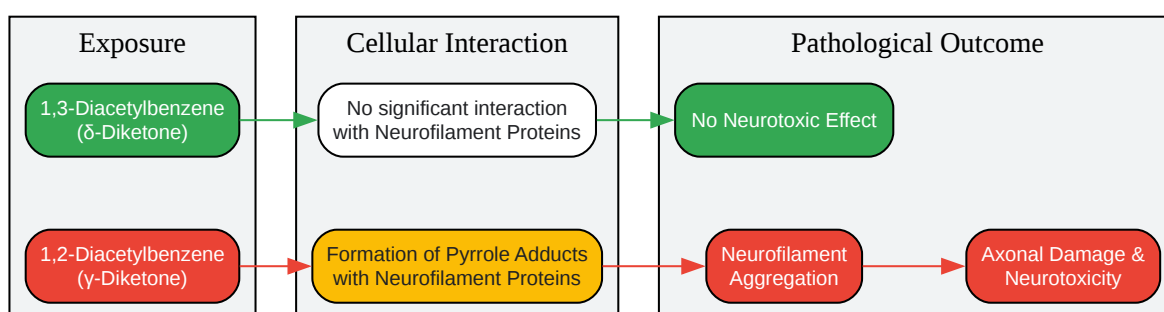 Exposure
Cellular Interaction
Pathological Outcome
1,3-Diacetylbenzene
(δ-Diketone)
No significant interaction
with Neurofilament Proteins
No Neurotoxic Effect
1,2-Diacetylbenzene
(γ-Diketone)
Formation of Pyrrole Adducts
with Neurofilament Proteins
Neurofilament
Aggregation
Axonal Damage &
Neurotoxicity